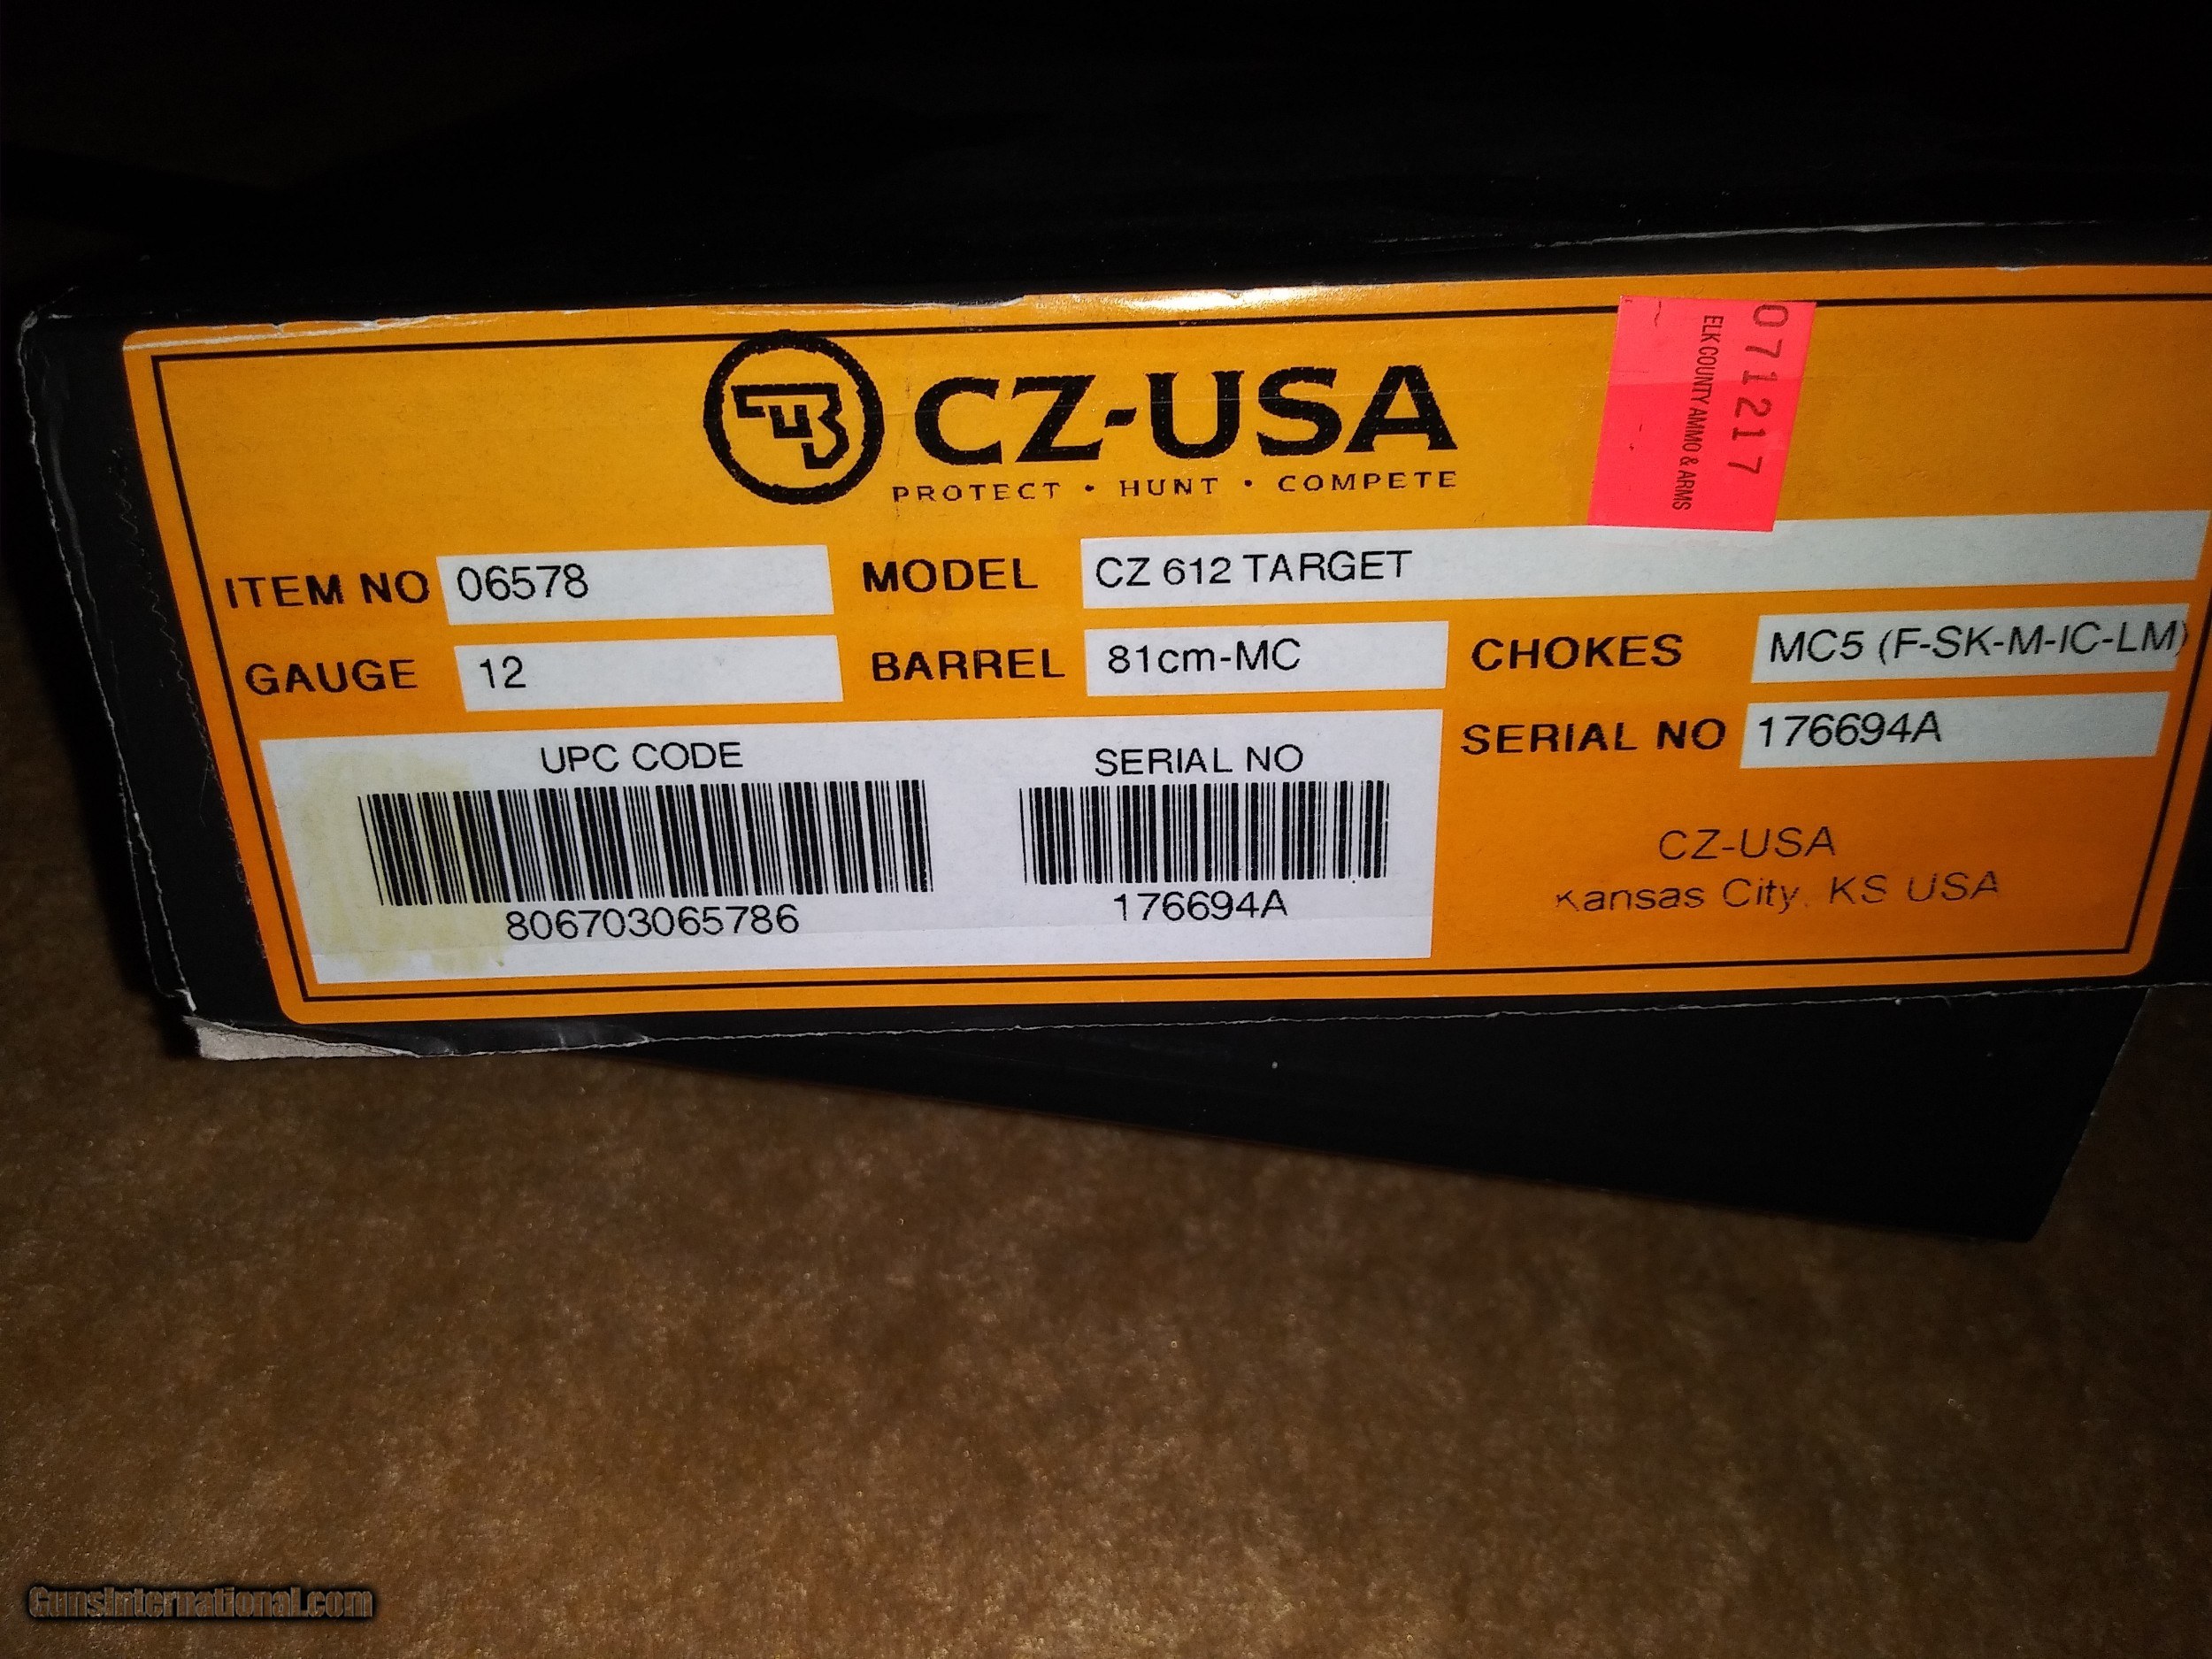 CZ-USA
PROTECT • HUNT • COMPETE
071217
ELK COUNTY AMMO & ARMS
ITEM NO 06578 MODEL CZ 612 TARGET
GAUGE 12 BARREL 81cm-MC CHOKES MC5 (F-SK-M-IC-LM)
SERIAL NO 176694A
UPC CODE SERIAL NO
806703065786 176694A
CZ-USA
Kansas City, KS USA
GunsInternational.com